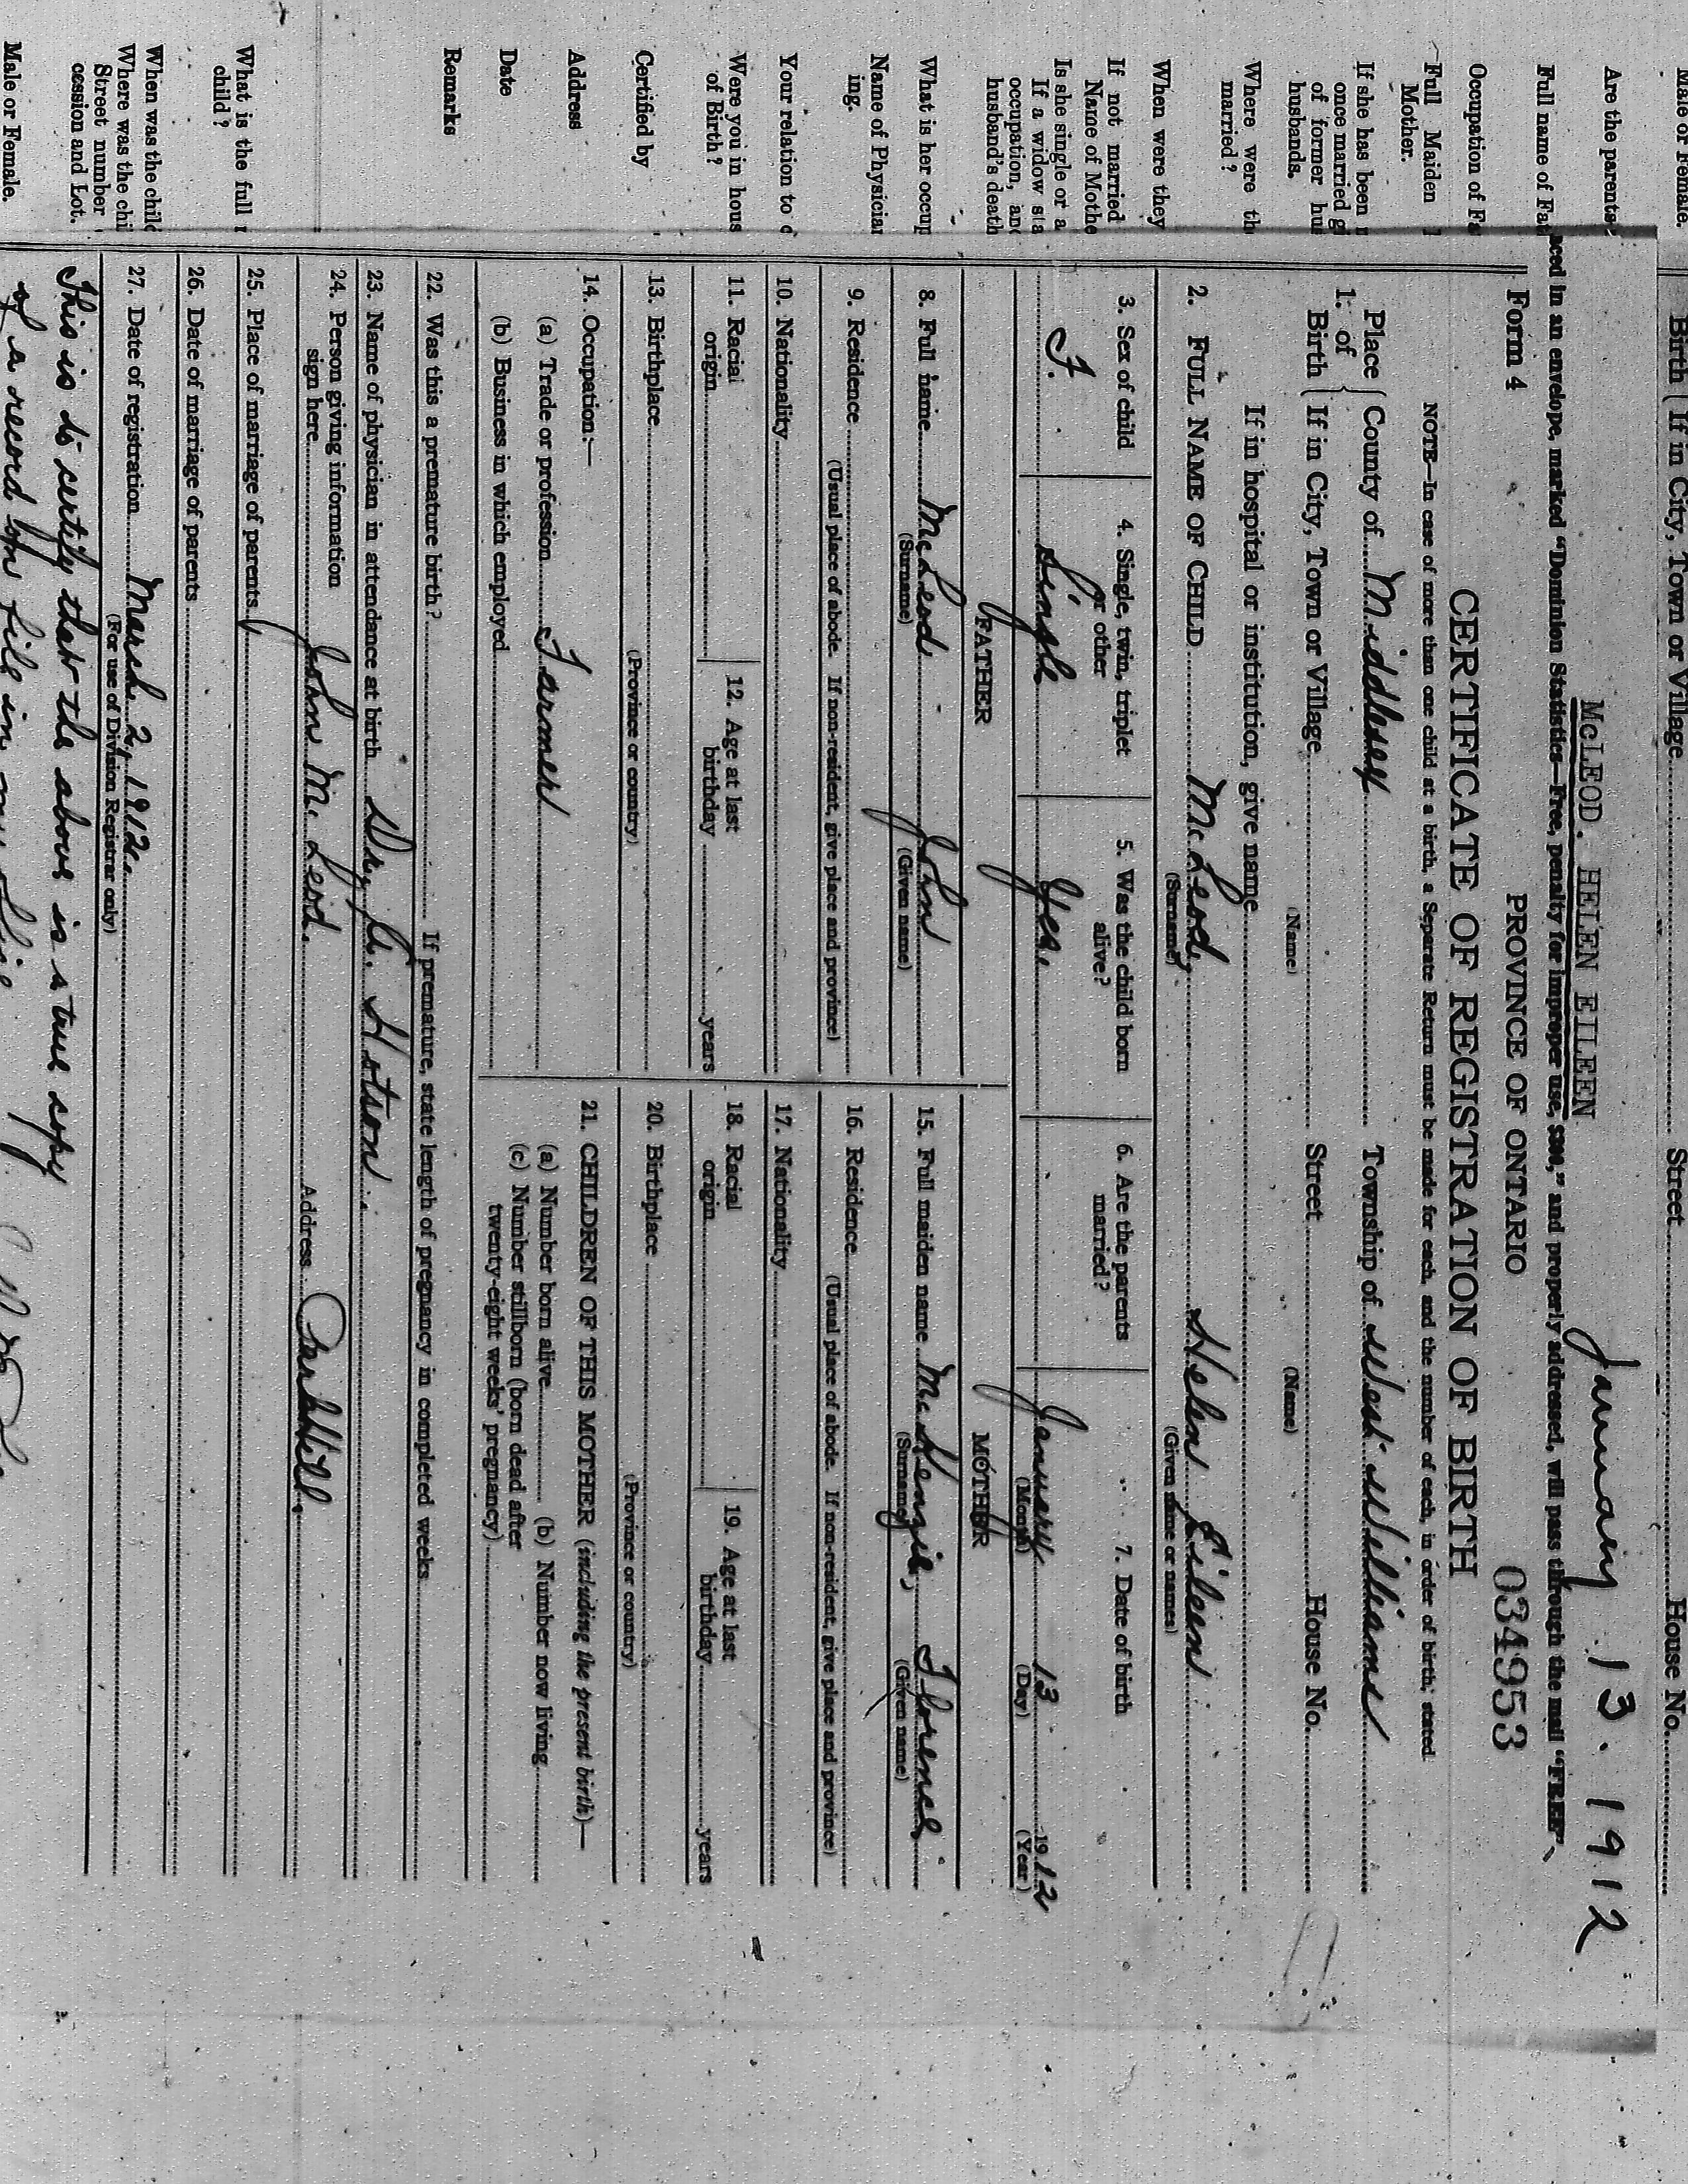 Male or Female.
Are the parents
Full name of Fat
Occupation of Fa
Full Maiden
Mother.
If she has been
once married g
of former hu
husbands.
Where were th
married?
When were they
If not married
Name of Mothe
Is she single or a
If a widow sta
occupation, and
husband's death
What is her occup
Name of Physician
ing.
Your relation to c
Were you in hous
of Birth?
Certified by
Address
Date
Remarks
What is the full
child?
When was the child
Where was the chi
Street number
cession and Lot.
Male or Female.
Birth If in City, Town or Village Street House No.
January 13. 1912
McLEOD. HELEN EILEEN
aced in an envelope, marked "Dominion Statistics—Free, penalty for improper use, $300," and properly addressed, will pass through the mail "FREE"
Form 4 PROVINCE OF ONTARIO 034953
CERTIFICATE OF REGISTRATION OF BIRTH
NOTE—In case of more than one child at a birth, a Separate Return must be made for each, and the number of each, in order of birth, stated.
1. Place of Birth County of Middlesex Township of West Williams
If in City, Town or Village Street House No.
(Name) (Name)
If in hospital or institution, give name
2. FULL NAME OF CHILD McLeod, Helen Eileen
(Surname) (Given name or names)
3. Sex of child 4. Single, twin, triplet or other 5. Was the child born alive? 6. Are the parents married? 7. Date of birth
F. Single Yes. January 13 1912
(Month) (Day) (Year)
FATHER MOTHER
8. Full name McLeod John 15. Full maiden name McKenzie, Florence
(Surname) (Given name) (Surname) (Given name)
9. Residence 16. Residence
(Usual place of abode. If non-resident, give place and province) (Usual place of abode. If non-resident, give place and province)
10. Nationality 17. Nationality
11. Racial origin 12. Age at last birthday years 18. Racial origin 19. Age at last birthday years
13. Birthplace 20. Birthplace
(Province or country) (Province or country)
14. Occupation:— 21. CHILDREN OF THIS MOTHER (including the present birth)—
(a) Trade or profession Farmer (a) Number born alive (b) Number now living
(b) Business in which employed (c) Number stillborn (born dead after
twenty-eight weeks' pregnancy)
22. Was this a premature birth? If premature, state length of pregnancy in completed weeks
23. Name of physician in attendance at birth Dr. G. Hotson
24. Person giving information
sign here John McLeod. Address Parkhill.
25. Place of marriage of parents
26. Date of marriage of parents
27. Date of registration March 2, 1912.
(For use of Division Registrar only)
This is to certify that the above is a true copy
of a record on file in my office